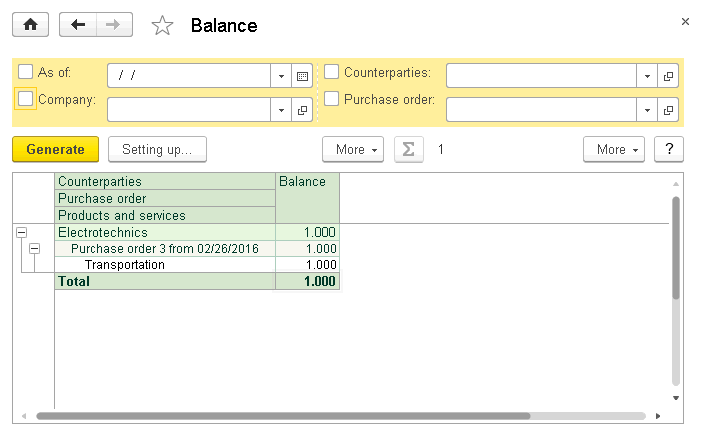 Balance
As of: / / Counterparties:
Company: Purchase order:
Generate Setting up... More Σ 1 More ?
Counterparties Balance
Purchase order
Products and services
Electrotechnics 1.000
Purchase order 3 from 02/26/2016 1.000
Transportation 1.000
Total 1.000